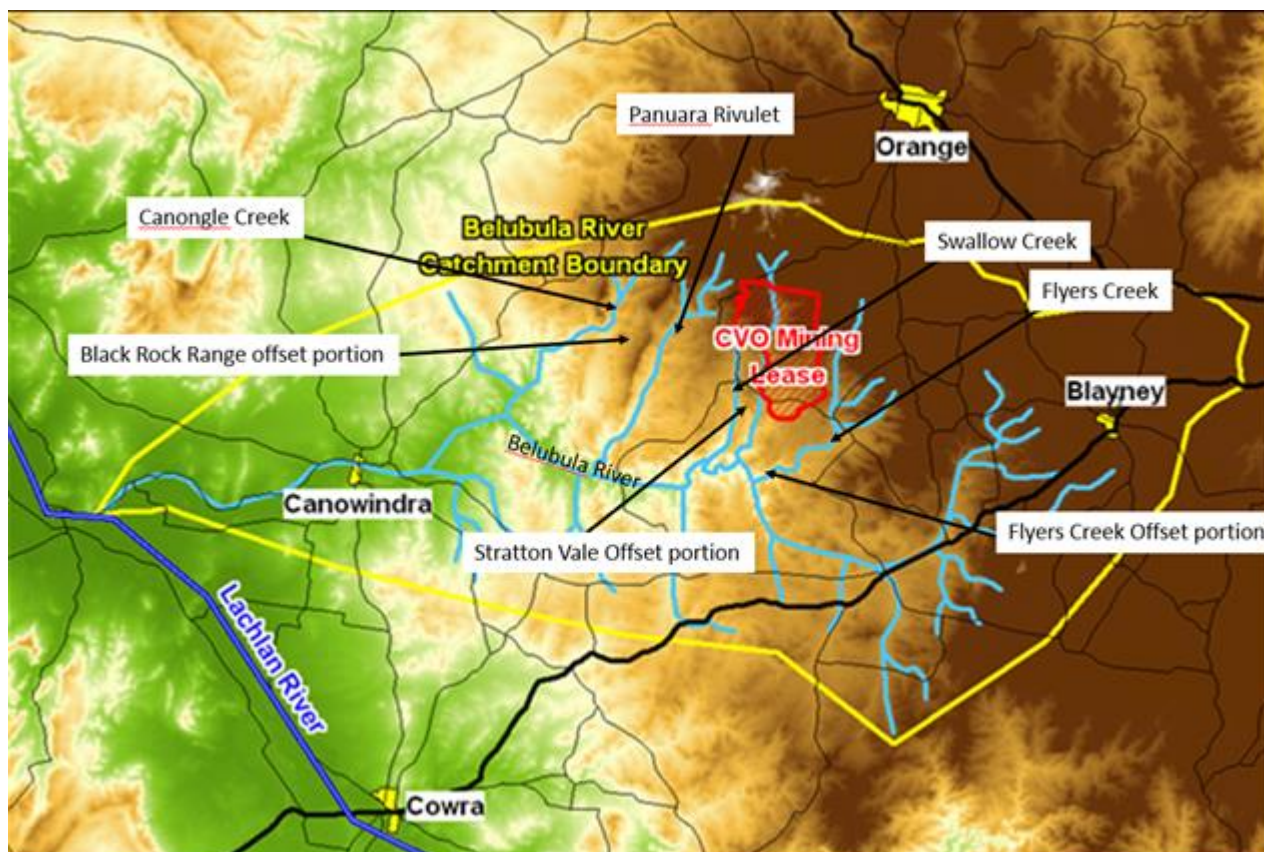 Panuara Rivulet
Orange
Canongle Creek
Belubula River
Catchment Boundary
Swallow Creek
Flyers Creek
CVO Mining
Lease
Black Rock Range offset portion
Blayney
Belubula River
Canowindra
Stratton Vale Offset portion
Flyers Creek Offset portion
Lachlan River
Cowra